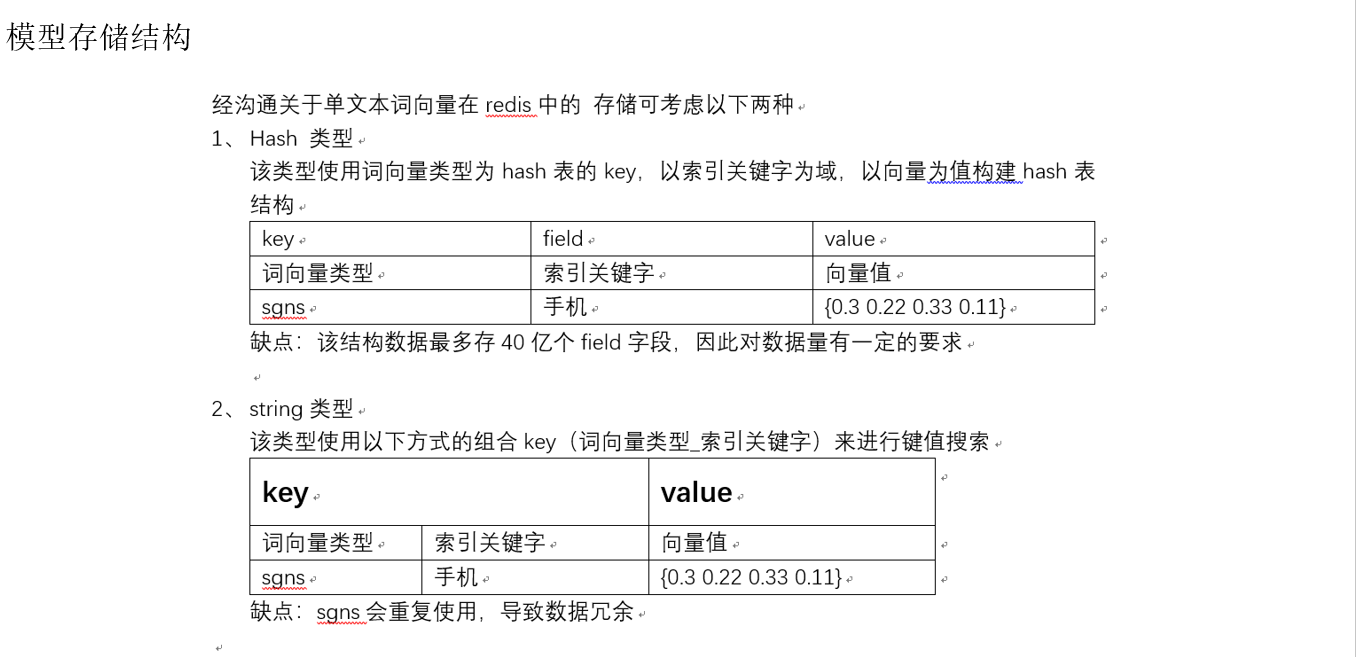 模型存储结构
经沟通关于单文本词向量在 redis 中的 存储可考虑以下两种
1、 Hash 类型
该类型使用词向量类型为 hash 表的 key，以索引关键字为域，以向量为值构建 hash 表
结构
key field value
词向量类型 索引关键字 向量值
sgns 手机 {0.3 0.22 0.33 0.11}
缺点：该结构数据最多存 40 亿个 field 字段，因此对数据量有一定的要求
2、 string 类型
该类型使用以下方式的组合 key（词向量类型_索引关键字）来进行键值搜索
key value
词向量类型 索引关键字 向量值
sgns 手机 {0.3 0.22 0.33 0.11}
缺点：sgns 会重复使用，导致数据冗余